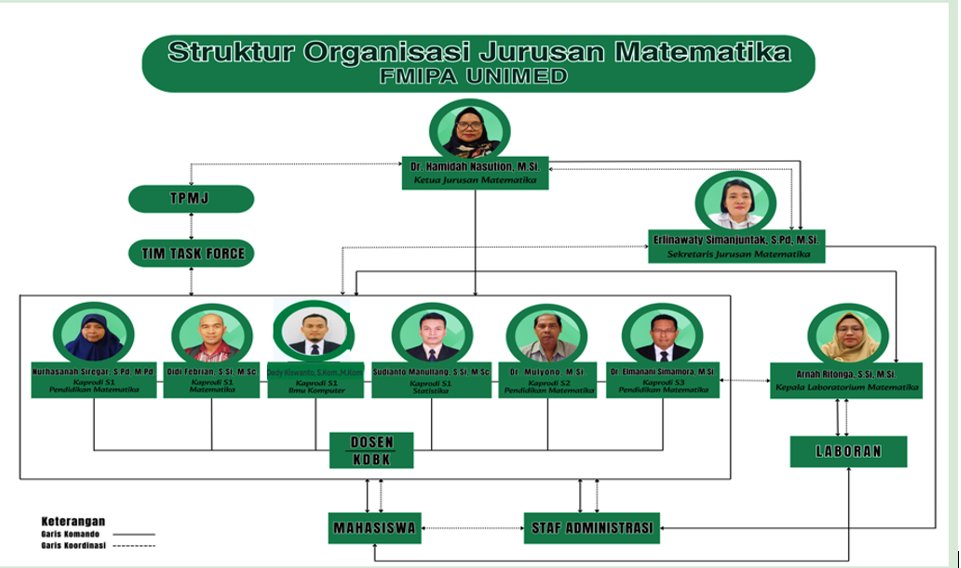 Struktur Organisasi Jurusan Matematika
FMIPA UNIMED
Dr. Hamidah Nasution, M.Si.
Ketua Jurusan Matematika
TPMJ
Erlinawaty Simanjuntak, S.Pd, M.Si.
Sekretaris Jurusan Matematika
TIM TASK FORCE
Nurhasanah Siregar, S.Pd, M.Pd
Kaprodi S1
Pendidikan Matematika
Didi Febrian, S.Si, M.Sc
Kaprodi S1
Matematika
Dedy Kiswanto, S.Kom.,M.Kom
Kaprodi S1
Ilmu Komputer
Sudianto Manullang, S.Si, M.Sc
Kaprodi S1
Statistika
Dr. Mulyono, M.Si.
Kaprodi S2
Pendidikan Matematika
Dr. Elmanani Simamora, M.Si.
Kaprodi S3
Pendidikan Matematika
Arnah Ritonga, S.Si, M.Si.
Kepala Laboratorium Matematika
DOSEN
KDBK
LABORAN
MAHASISWA
STAF ADMINISTRASI
Keterangan
Garis Komando
Garis Koordinasi